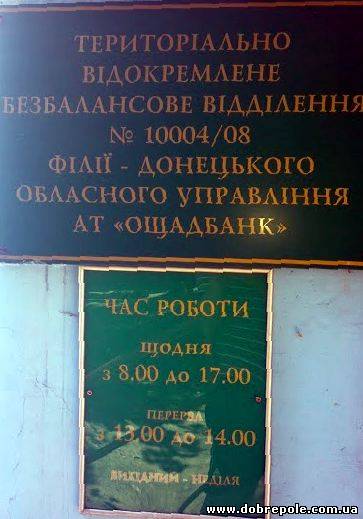 ТЕРИТОРІАЛЬНО
ВІДОКРЕМЛЕНЕ
БЕЗБАЛАНСОВЕ ВІДДІЛЕННЯ
№ 10004/08
ФІЛІЇ - ДОНЕЦЬКОГО
ОБЛАСНОГО УПРАВЛІННЯ
АТ «ОЩАДБАНК»
ЧАС РОБОТИ
ЩОДНЯ
з 8.00 до 17.00
ПЕРЕРВА
з 13.00 до 14.00
ВИХІДНИЙ - НЕДІЛЯ
www.dobrepole.com.ua